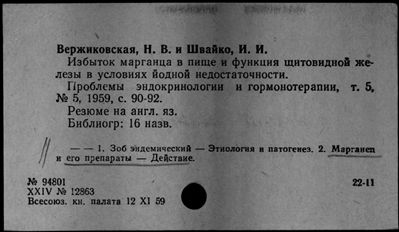 Вержиковская, Н. В. и Швайко, И. И.
Избыток марганца в пище и функция щитовидной же-
лезы в условиях йодной недостаточности.
Проблемы эндокринологии и гормонотерапии, т. 5,
№ 5, 1959, с. 90-92.
Резюме на англ. яз.
Библиогр: 16 назв.
— — 1. Зоб эндемический — Этиология и патогенез. 2. Марганец
и его препараты — Действие.
№ 94801 22-11
XXIV № 12863
Всесоюз. кн. палата 12 XI 59